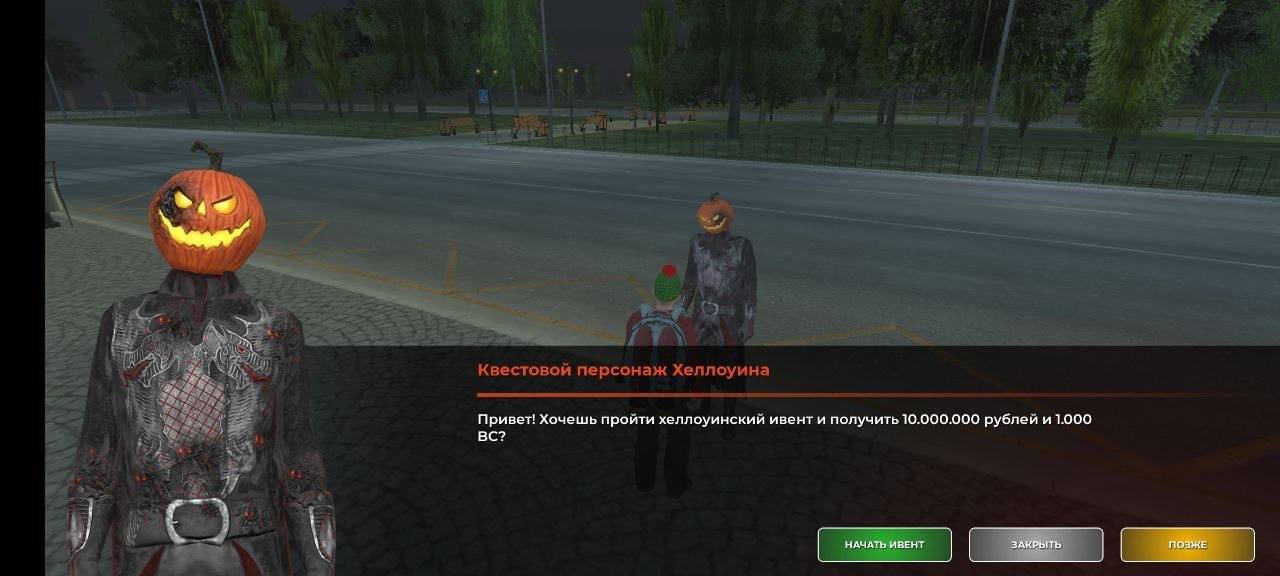 Квестовой персонаж Хеллоуина
Привет! Хочешь пройти хеллоуинский ивент и получить 10.000.000 рублей и 1.000
BC?
НАЧАТЬ ИВЕНТ
ЗАКРЫТЬ
ПОЗЖЕ